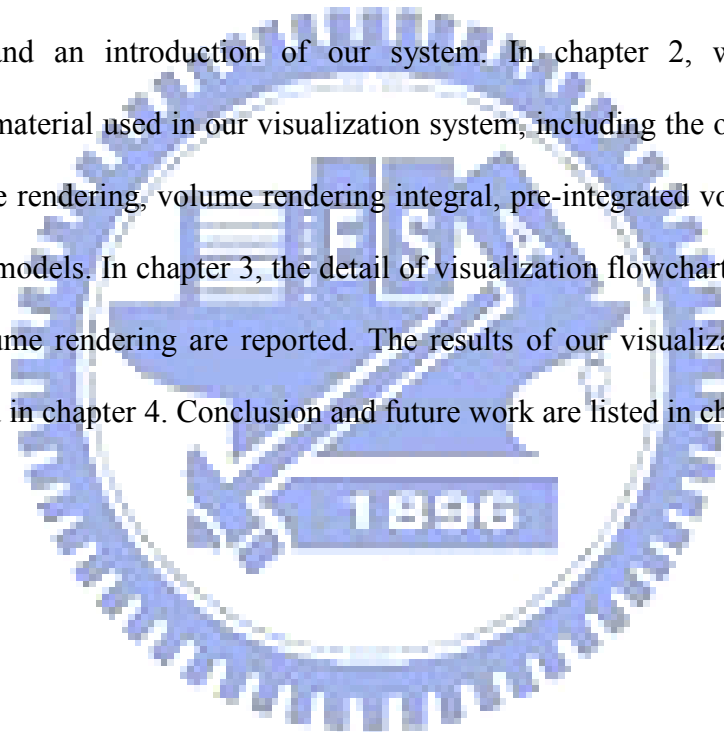 and an introduction of our system. In chapter 2, w
material used in our visualization system, including the o
e rendering, volume rendering integral, pre-integrated vo
models. In chapter 3, the detail of visualization flowchart
ume rendering are reported. The results of our visualiza
in chapter 4. Conclusion and future work are listed in ch
E S A
1896